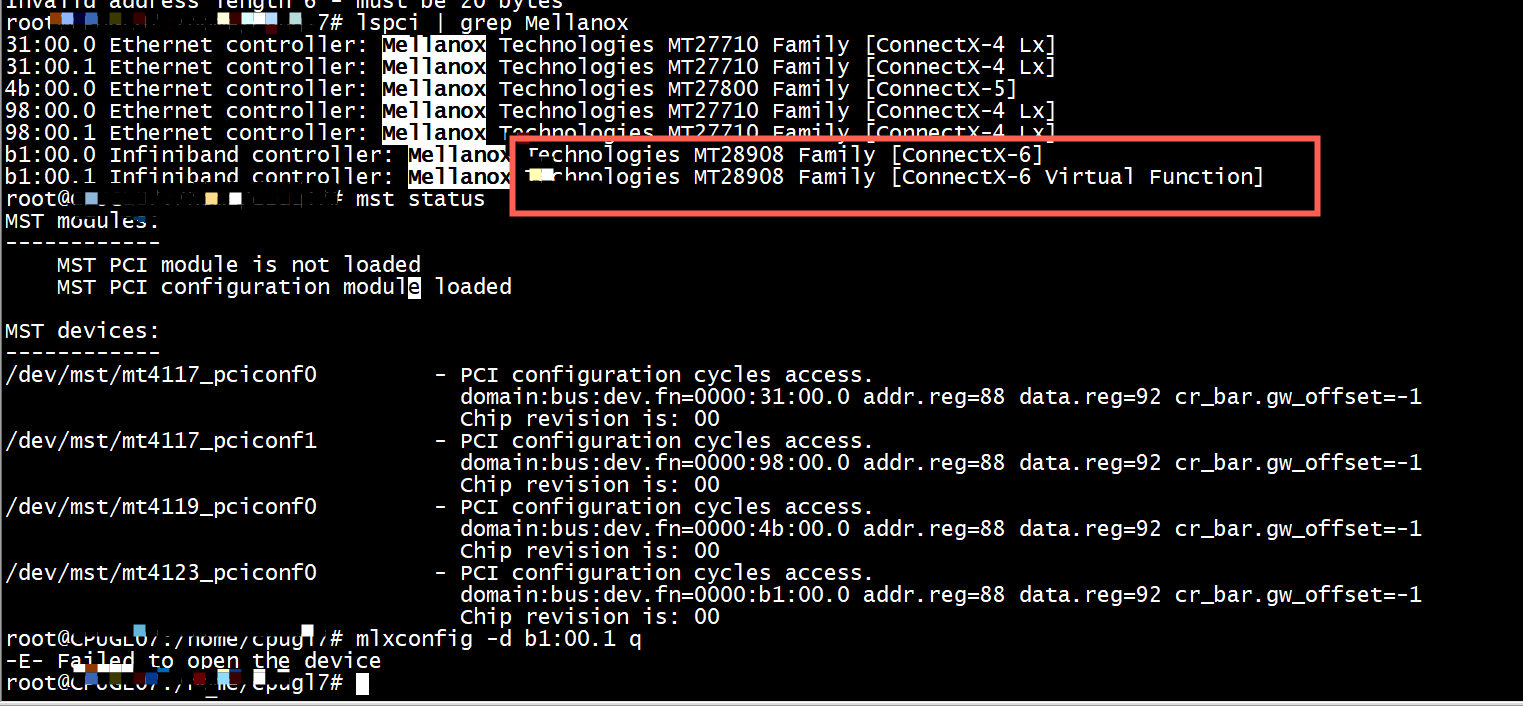 Invalid address length 6 - must be 20 bytes
root 7# lspci | grep Mellanox
31:00.0 Ethernet controller: Mellanox Technologies MT27710 Family [ConnectX-4 Lx]
31:00.1 Ethernet controller: Mellanox Technologies MT27710 Family [ConnectX-4 Lx]
4b:00.0 Ethernet controller: Mellanox Technologies MT27800 Family [ConnectX-5]
98:00.0 Ethernet controller: Mellanox Technologies MT27710 Family [ConnectX-4 Lx]
98:00.1 Ethernet controller: Mellanox Technologies MT27710 Family [ConnectX-4 Lx]
b1:00.0 Infiniband controller: Mellanox Technologies MT28908 Family [ConnectX-6]
b1:00.1 Infiniband controller: Mellanox Technologies MT28908 Family [ConnectX-6 Virtual Function]
root@ # mst status
MST modules:
------------
MST PCI module is not loaded
MST PCI configuration module loaded
MST devices:
------------
/dev/mst/mt4117_pciconf0 - PCI configuration cycles access.
domain:bus:dev.fn=0000:31:00.0 addr.reg=88 data.reg=92 cr_bar.gw_offset=-1
Chip revision is: 00
/dev/mst/mt4117_pciconf1 - PCI configuration cycles access.
domain:bus:dev.fn=0000:98:00.0 addr.reg=88 data.reg=92 cr_bar.gw_offset=-1
Chip revision is: 00
/dev/mst/mt4119_pciconf0 - PCI configuration cycles access.
domain:bus:dev.fn=0000:4b:00.0 addr.reg=88 data.reg=92 cr_bar.gw_offset=-1
Chip revision is: 00
/dev/mst/mt4123_pciconf0 - PCI configuration cycles access.
domain:bus:dev.fn=0000:b1:00.0 addr.reg=88 data.reg=92 cr_bar.gw_offset=-1
Chip revision is: 00
root@ 7# mlxconfig -d b1:00.1 q
-E- Failed to open the device
root@ 7#